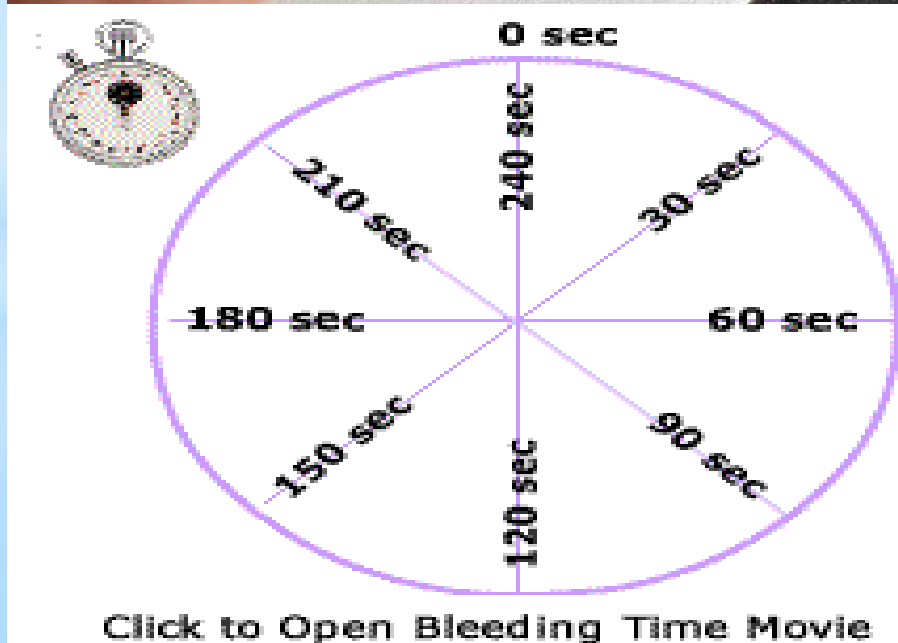 0 sec
240 sec
30 sec
60 sec
90 sec
120 sec
150 sec
180 sec
210 sec
Click to Open Bleeding Time Movie